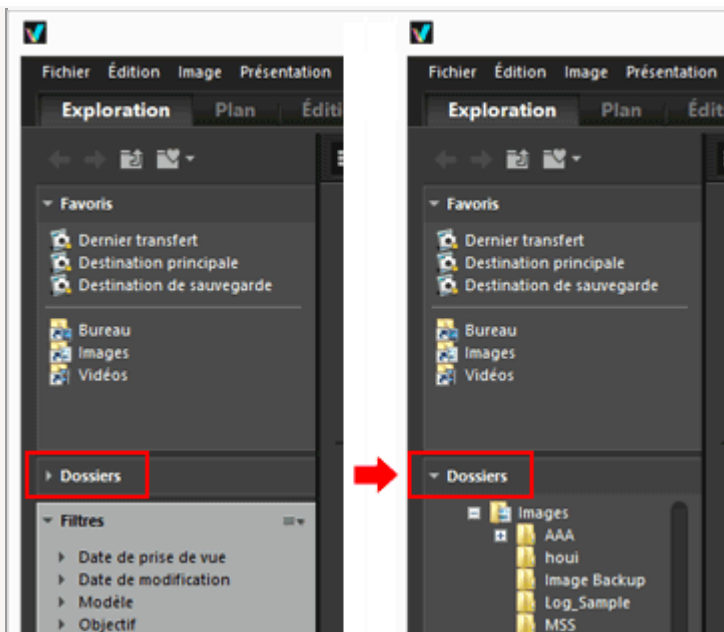 Fichier Édition Image Présentation
Exploration Plan Éditi
Favoris
Dernier transfert
Destination principale
Destination de sauvegarde
Bureau
Images
Vidéos
Dossiers
Filtres
Date de prise de vue
Date de modification
Modèle
Objectif
Fichier Édition Image Présentation
Exploration Plan Édit
Favoris
Dernier transfert
Destination principale
Destination de sauvegarde
Bureau
Images
Vidéos
Dossiers
Images
AAA
houi
Image Backup
Log_Sample
MSS